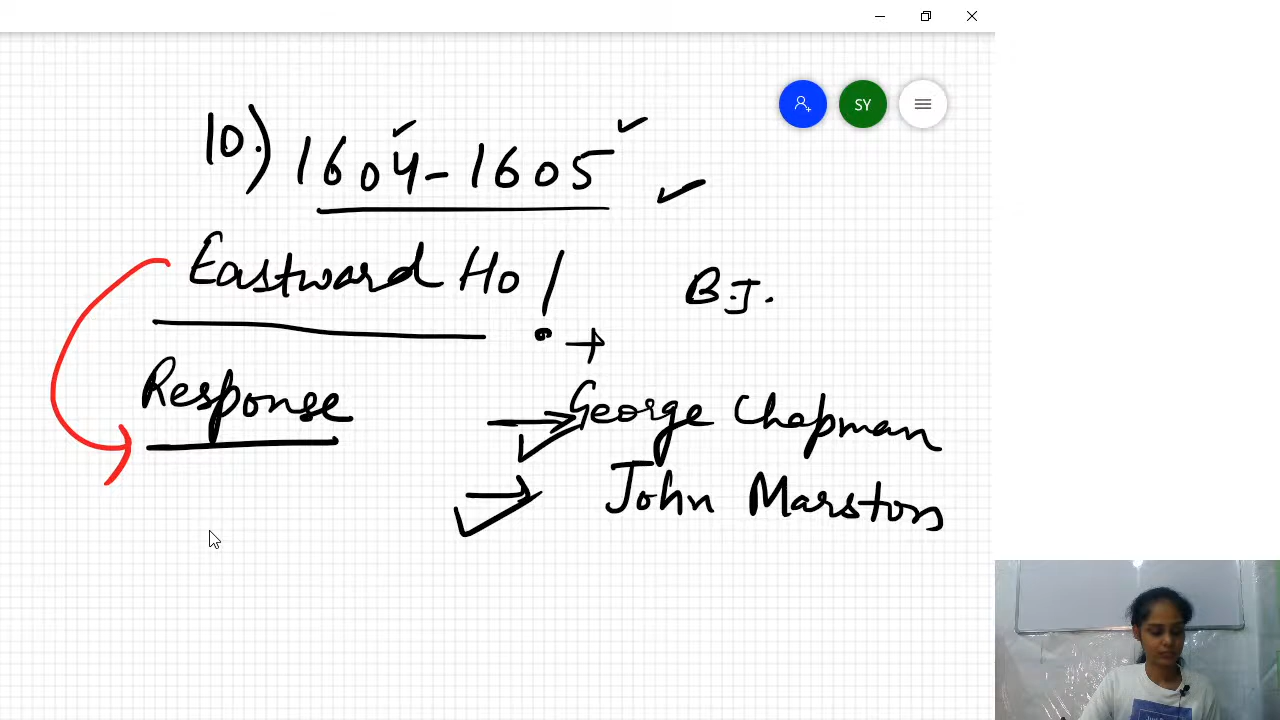 10.) 1604-1605
SY
Eastward Ho!
B.J.
+
Response
George Chapman
John Marston